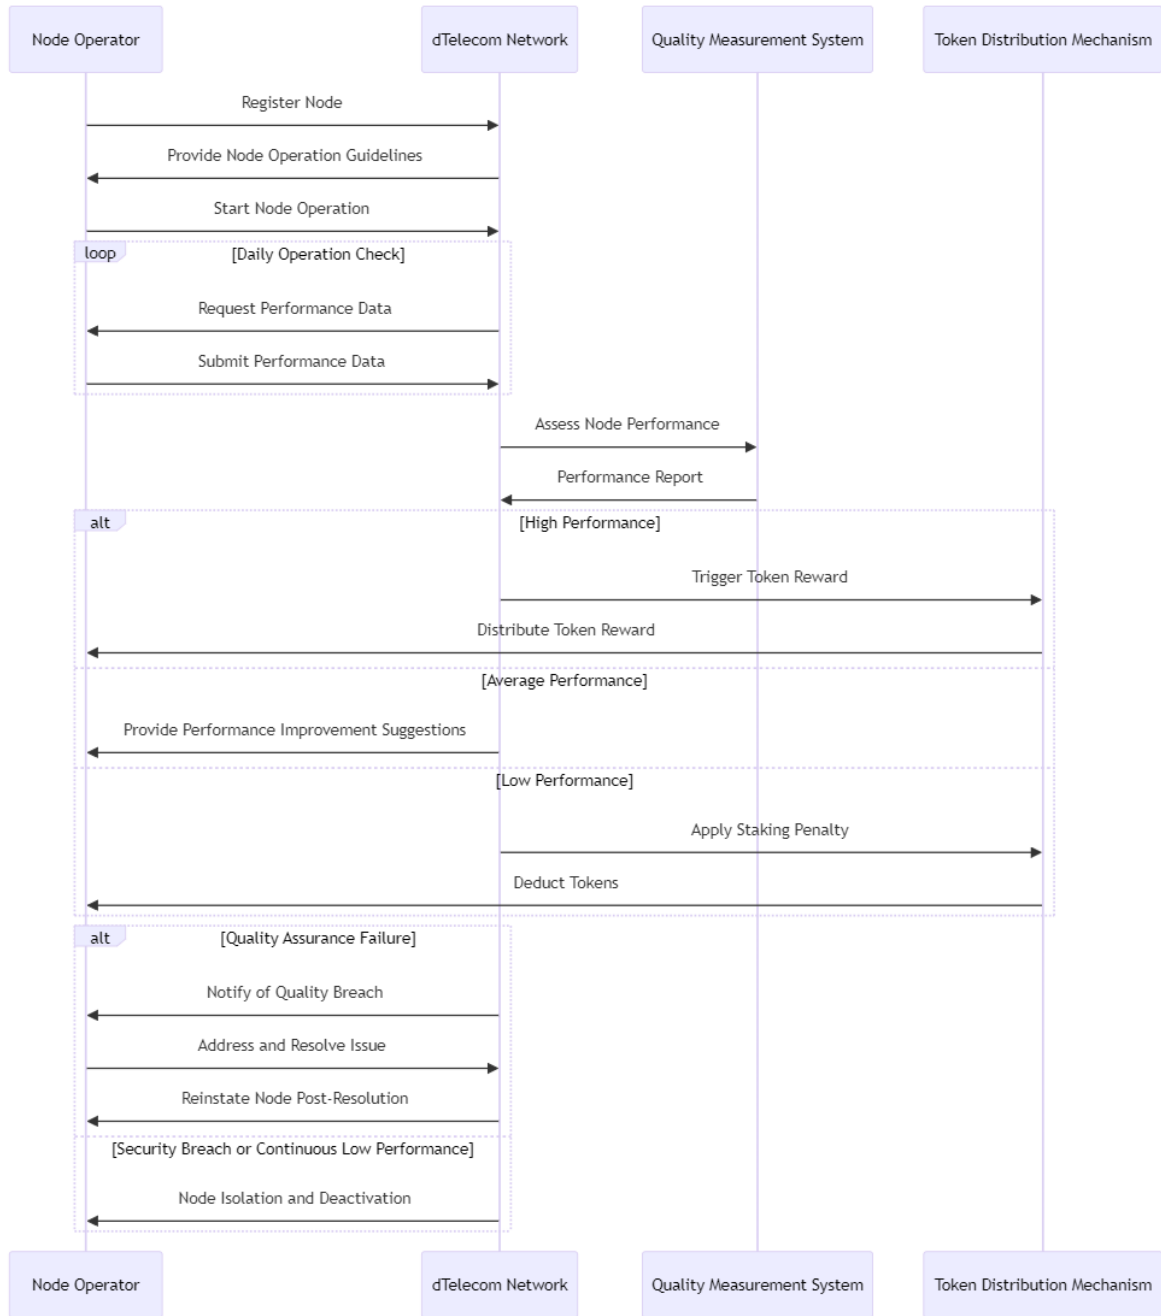 Node Operator
dTelecom Network
Quality Measurement System
Token Distribution Mechanism
Register Node
Provide Node Operation Guidelines
Start Node Operation
loop
[Daily Operation Check]
Request Performance Data
Submit Performance Data
Assess Node Performance
Performance Report
alt
[High Performance]
Trigger Token Reward
Distribute Token Reward
[Average Performance]
Provide Performance Improvement Suggestions
[Low Performance]
Apply Staking Penalty
Deduct Tokens
alt
[Quality Assurance Failure]
Notify of Quality Breach
Address and Resolve Issue
Reinstate Node Post-Resolution
[Security Breach or Continuous Low Performance]
Node Isolation and Deactivation
Node Operator
dTelecom Network
Quality Measurement System
Token Distribution Mechanism